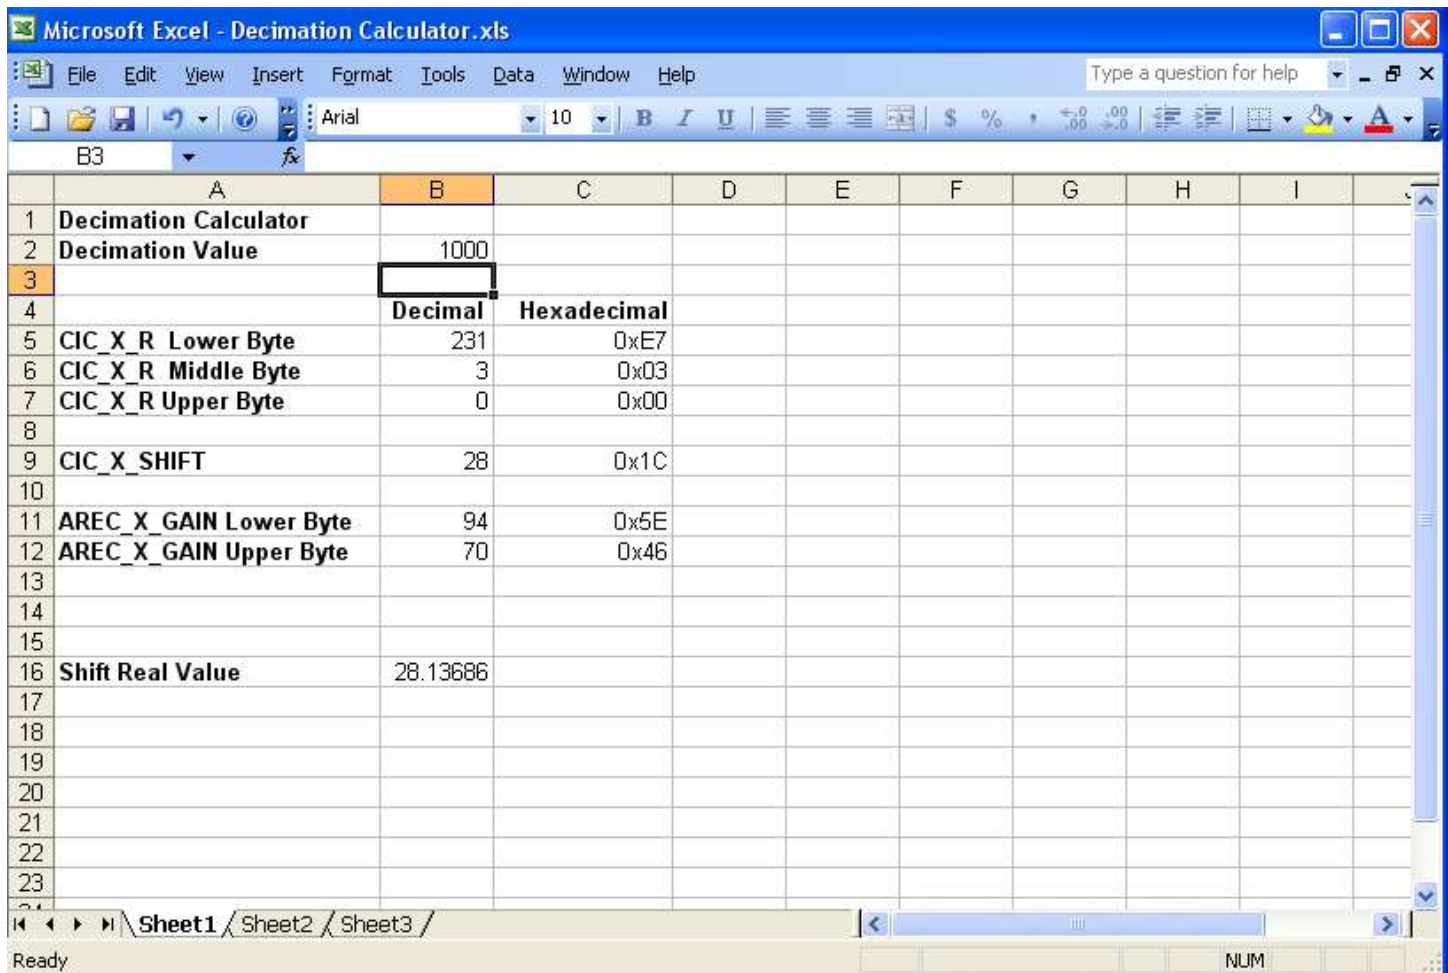 Microsoft Excel - Decimation Calculator.xls
File Edit View Insert Format Tools Data Window Help Type a question for help
Arial 10 B I U $ % , .00
B3 fx
A B C D E F G H I
1 Decimation Calculator
2 Decimation Value 1000
3
4 Decimal Hexadecimal
5 CIC_X_R Lower Byte 231 0xE7
6 CIC_X_R Middle Byte 3 0x03
7 CIC_X_R Upper Byte 0 0x00
8
9 CIC_X_SHIFT 28 0x1C
10
11 AREC_X_GAIN Lower Byte 94 0x5E
12 AREC_X_GAIN Upper Byte 70 0x46
13
14
15
16 Shift Real Value 28.13686
17
18
19
20
21
22
23
Sheet1 Sheet2 Sheet3
Ready NUM